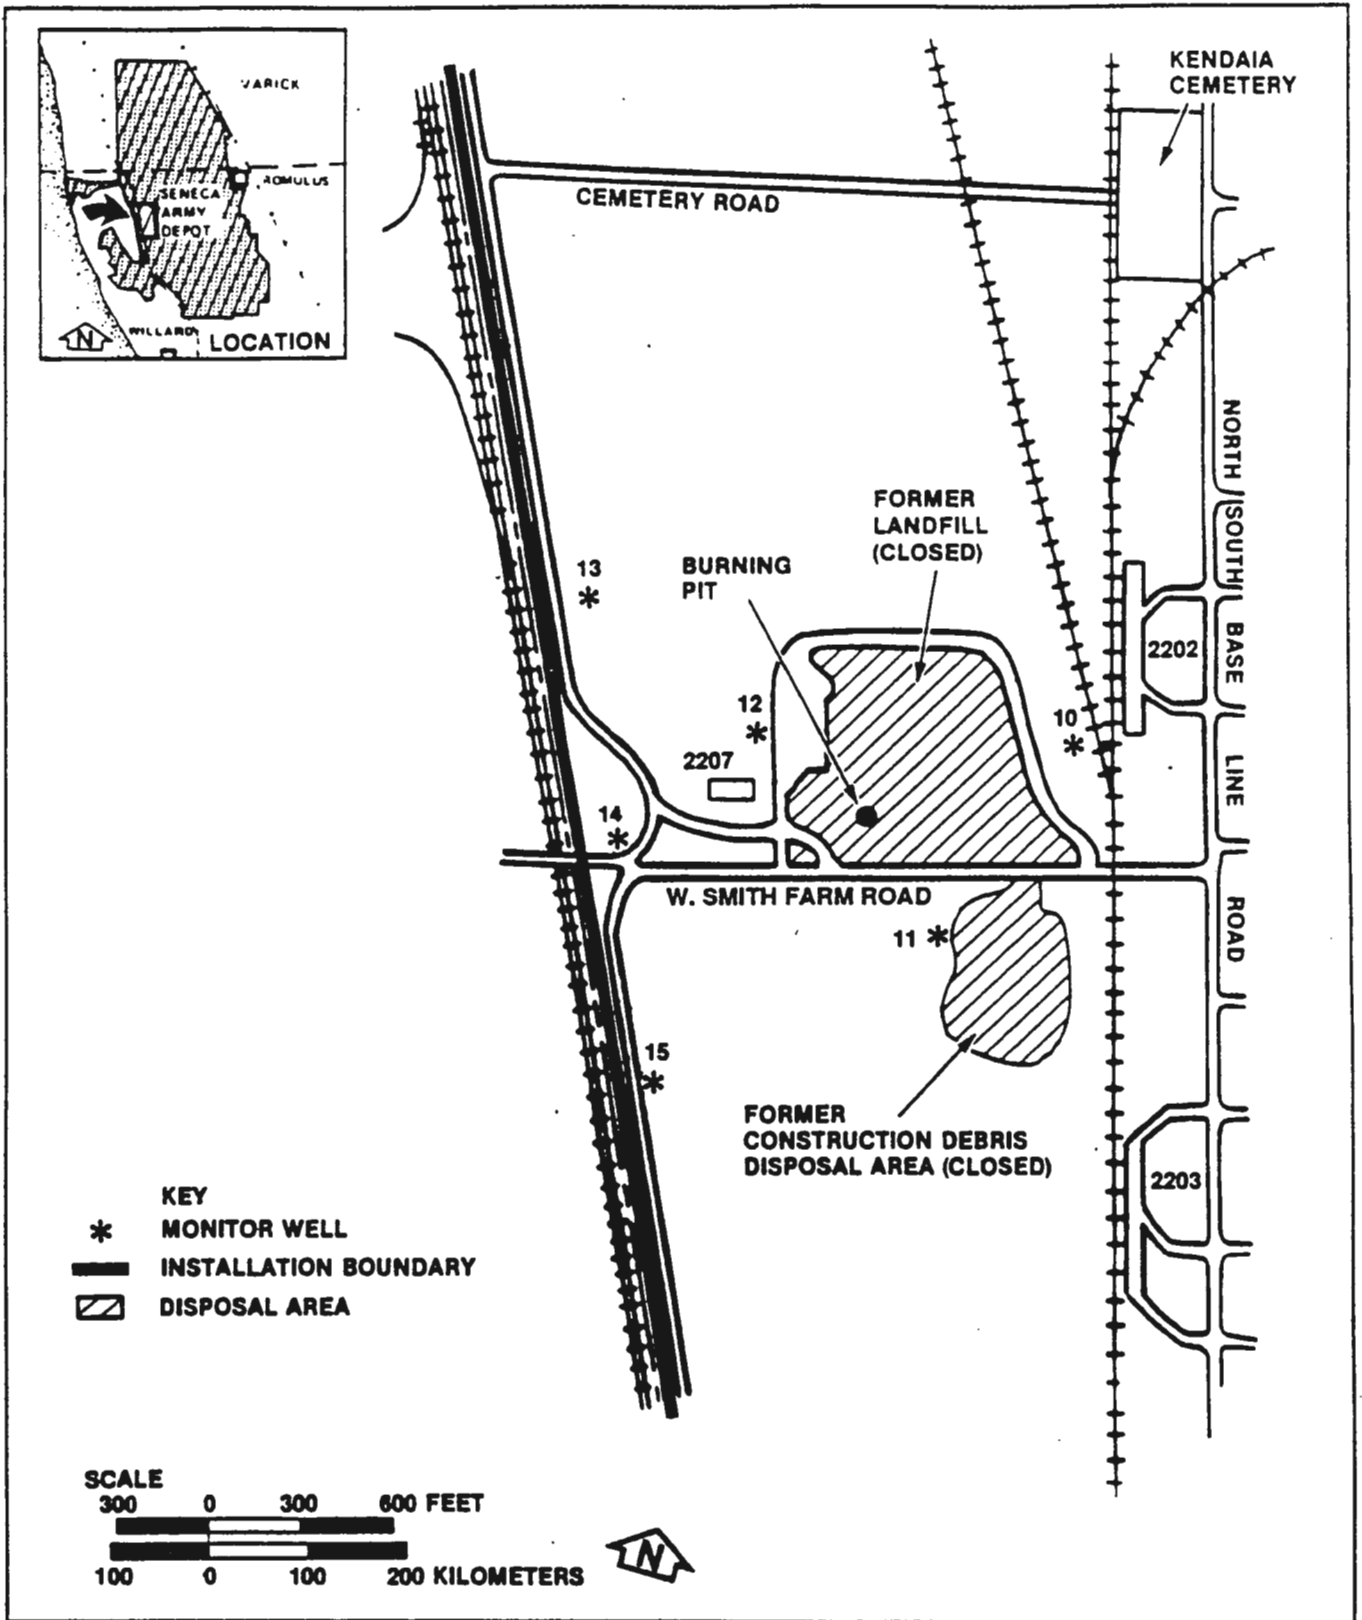 VARICK
ROMULUS
SENECA
ARMY
DEPOT
WILLARD
N
LOCATION
KENDAIA
CEMETERY
CEMETERY ROAD
NORTH/SOUTH BASE LINE ROAD
FORMER
LANDFILL
(CLOSED)
BURNING
PIT
13
12
10
2202
2207
14
W. SMITH FARM ROAD
11
15
FORMER
CONSTRUCTION DEBRIS
DISPOSAL AREA (CLOSED)
2203
KEY
MONITOR WELL
INSTALLATION BOUNDARY
DISPOSAL AREA
SCALE
300 0 300 600 FEET
100 0 100 200 KILOMETERS
N